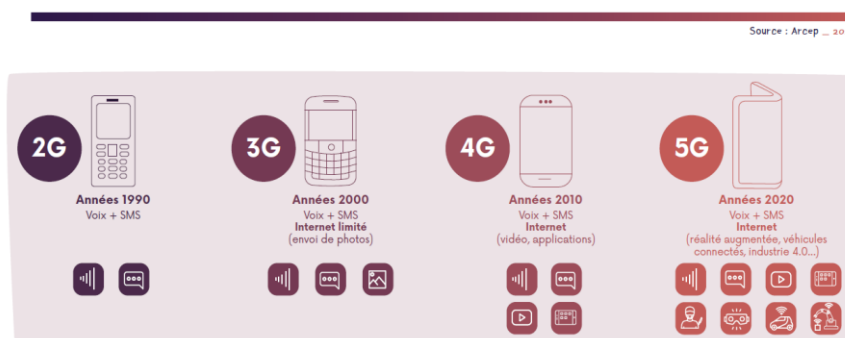 Source : Arcep _ 20
2G
Années 1990
Voix + SMS
3G
Années 2000
Voix + SMS
Internet limité
(envoi de photos)
4G
Années 2010
Voix + SMS
Internet
(vidéo, applications)
5G
Années 2020
Voix + SMS
Internet
(réalité augmentée, véhicules
connectés, industrie 4.0...)